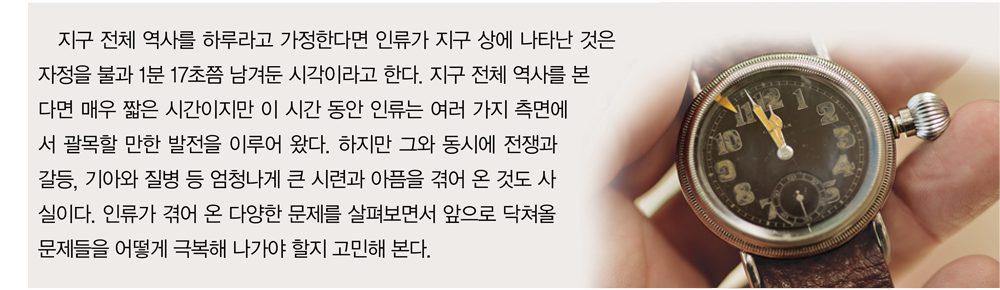 지구 전체 역사를 하루라고 가정한다면 인류가 지구 상에 나타난 것은
자정을 불과 1분 17초쯤 남겨둔 시각이라고 한다. 지구 전체 역사를 본
다면 매우 짧은 시간이지만 이 시간 동안 인류는 여러 가지 측면에
서 괄목할 만한 발전을 이루어 왔다. 하지만 그와 동시에 전쟁과
갈등, 기아와 질병 등 엄청나게 큰 시련과 아픔을 겪어 온 것도 사
실이다. 인류가 겪어 온 다양한 문제를 살펴보면서 앞으로 닥쳐올
문제들을 어떻게 극복해 나가야 할지 고민해 본다.